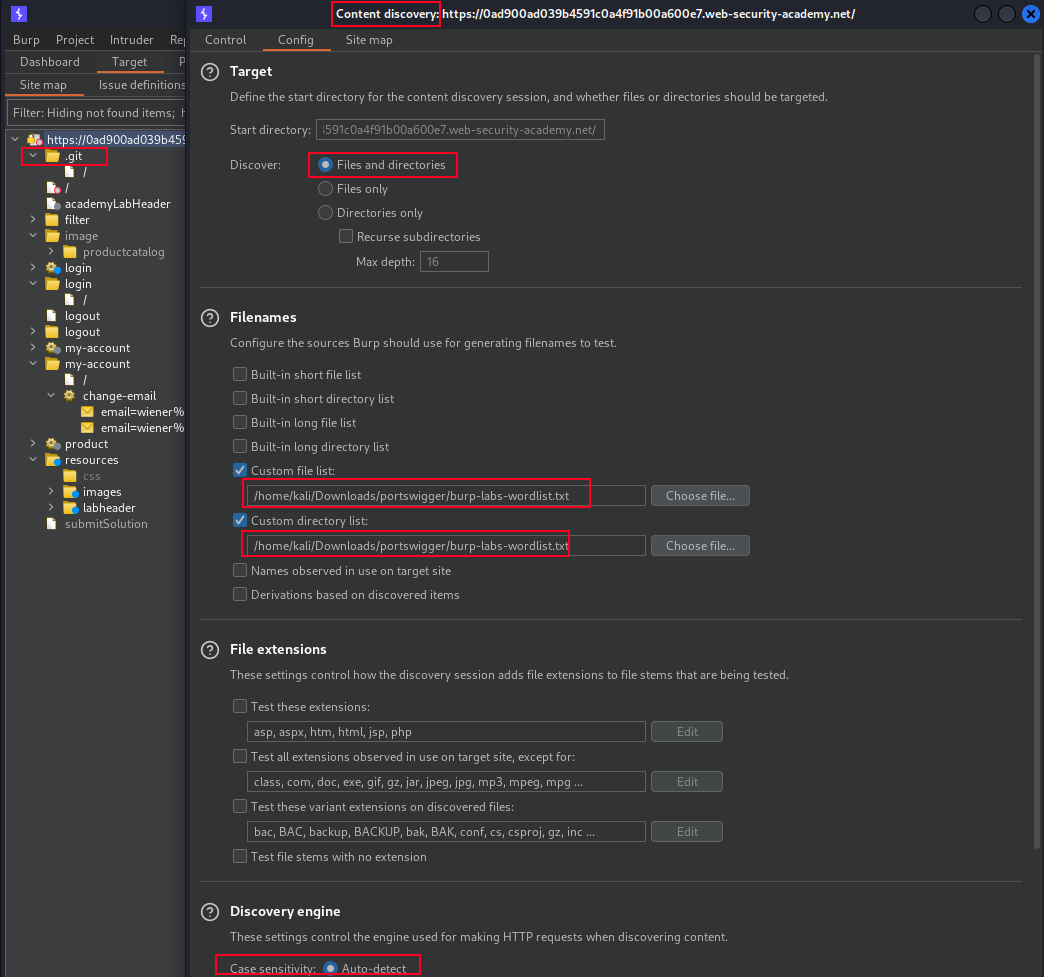 Content discovery: https://0ad900ad039b4591c0a4f91b00a600e7.web-security-academy.net/
Burp Project Intruder
Dashboard Target
Site map Issue definitions
Filter: Hiding not found items;
https://0ad900ad039b459
.git
/
/
academyLabHeader
filter
image
productcatalog
login
login
/
logout
logout
my-account
my-account
/
change-email
email=wiener%
email=wiener%
product
resources
css
images
labheader
submitSolution
Control Config Site map
Target
Define the start directory for the content discovery session, and whether files or directories should be targeted.
Start directory: 591c0a4f91b00a600e7.web-security-academy.net/
Discover: Files and directories
Files only
Directories only
Recurse subdirectories
Max depth: 16
Filenames
Configure the sources Burp should use for generating filenames to test.
Built-in short file list
Built-in short directory list
Built-in long file list
Built-in long directory list
Custom file list:
/home/kali/Downloads/portswigger/burp-labs-wordlist.txt Choose file...
Custom directory list:
/home/kali/Downloads/portswigger/burp-labs-wordlist.txt Choose file...
Names observed in use on target site
Derivations based on discovered items
File extensions
These settings control how the discovery session adds file extensions to file stems that are being tested.
Test these extensions:
asp, aspx, htm, html, jsp, php Edit
Test all extensions observed in use on target site, except for:
class, com, doc, exe, gif, gz, jar, jpeg, jpg, mp3, mpeg, mpg ... Edit
Test these variant extensions on discovered files:
bac, BAC, backup, BACKUP, bak, BAK, conf, cs, csproj, gz, inc ... Edit
Test file stems with no extension
Discovery engine
These settings control the engine used for making HTTP requests when discovering content.
Case sensitivity: Auto-detect